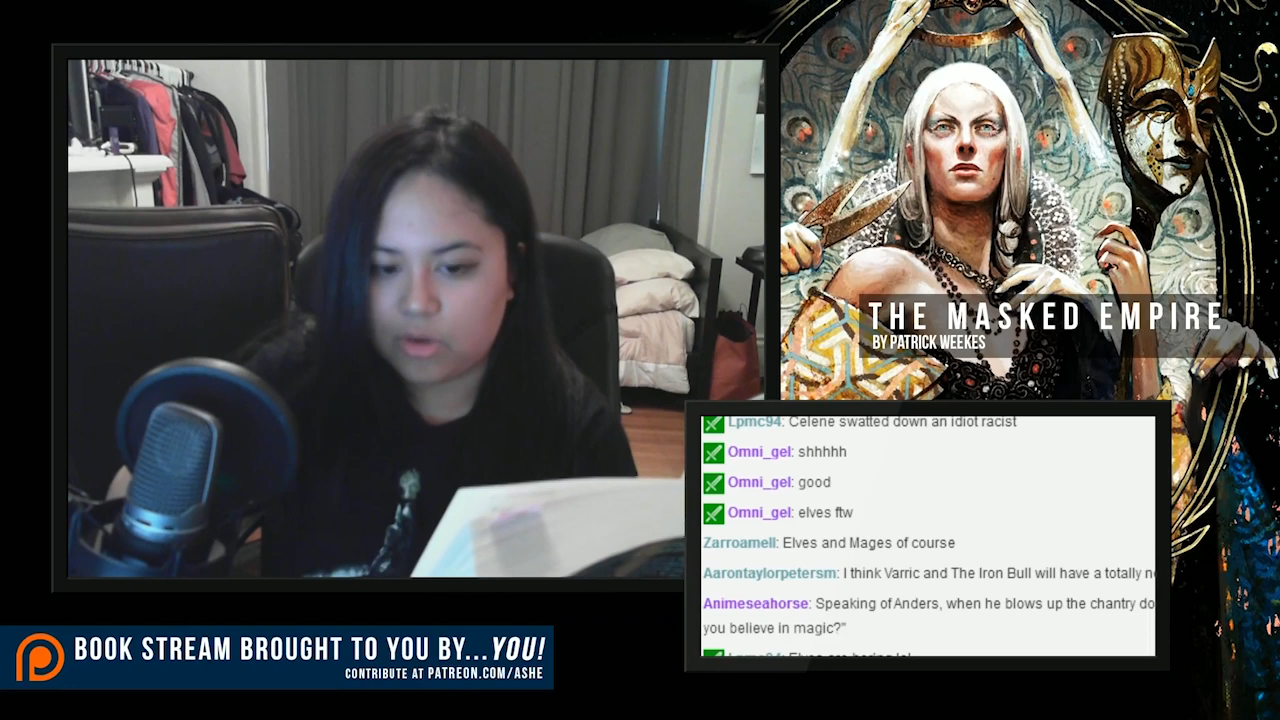 THE MASKED EMPIRE
BY PATRICK WEEKES
Lpmc94: Celene swatted down an idiot racist
Omni_gel: shhhhh
Omni_gel: good
Omni_gel: elves ftw
Zarroamell: Elves and Mages of course
Aarontaylorpetersm: I think Varric and The Iron Bull will have a totally
Animeseahorse: Speaking of Anders, when he blows up the chantry do
you believe in magic?"
BOOK STREAM BROUGHT TO YOU BY...YOU!
CONTRIBUTE AT PATREON.COM/ASHE